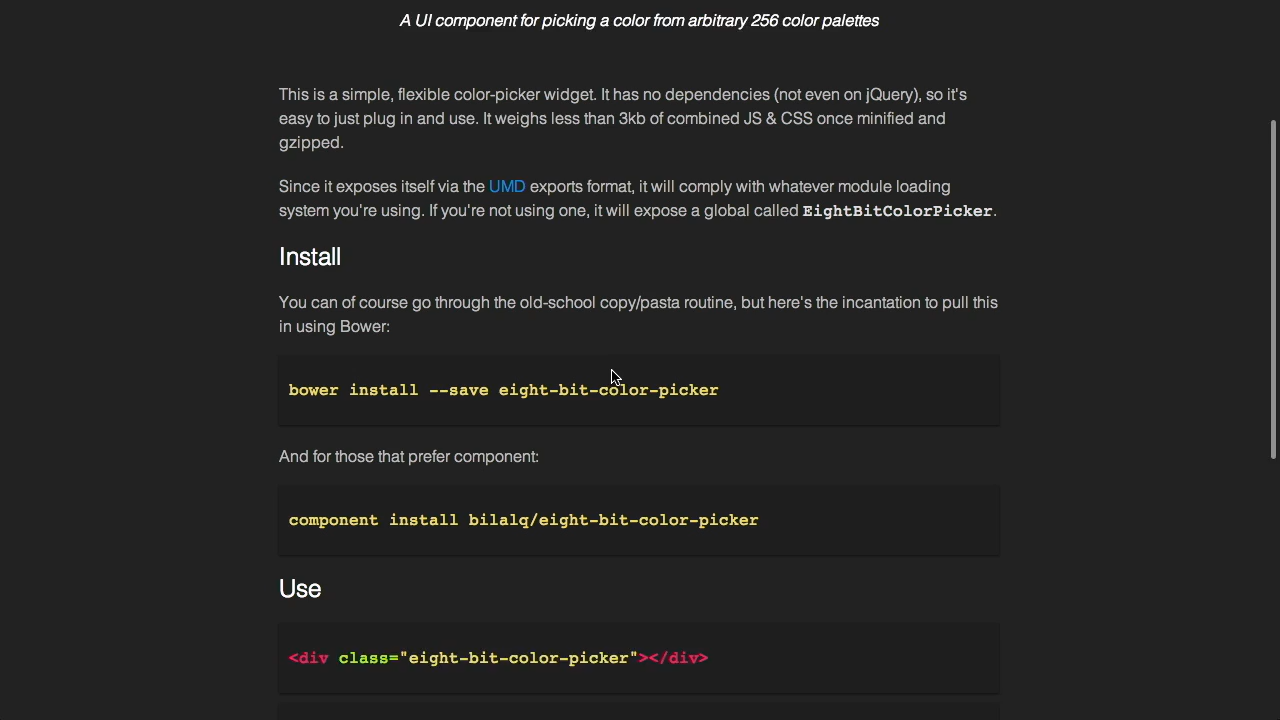 A UI component for picking a color from arbitrary 256 color palettes
This is a simple, flexible color-picker widget. It has no dependencies (not even on jQuery), so it's
easy to just plug in and use. It weighs less than 3kb of combined JS & CSS once minified and
gzipped.
Since it exposes itself via the UMD exports format, it will comply with whatever module loading
system you're using. If you're not using one, it will expose a global called EightBitColorPicker.
Install
You can of course go through the old-school copy/pasta routine, but here's the incantation to pull this
in using Bower:
bower install --save eight-bit-color-picker
And for those that prefer component:
component install bilalq/eight-bit-color-picker
Use
<div class="eight-bit-color-picker"></div>